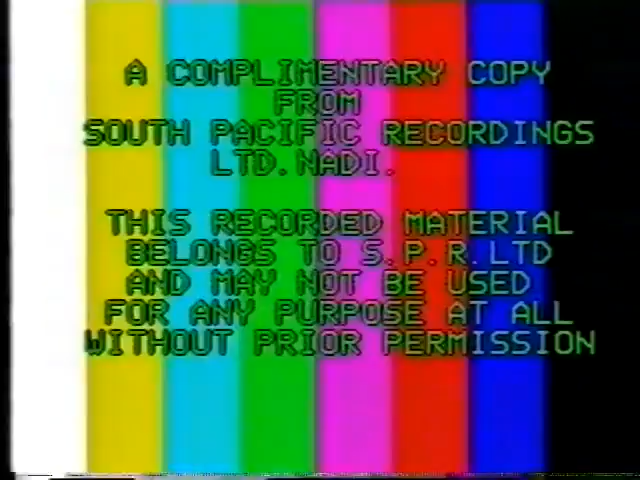 A COMPLIMENTARY COPY
FROM
SOUTH PACIFIC RECORDINGS
LTD.NADI.
THIS RECORDED MATERIAL
BELONGS TO S.P.R.LTD
AND MAY NOT BE USED
FOR ANY PURPOSE AT ALL
WITHOUT PRIOR PERMISSION